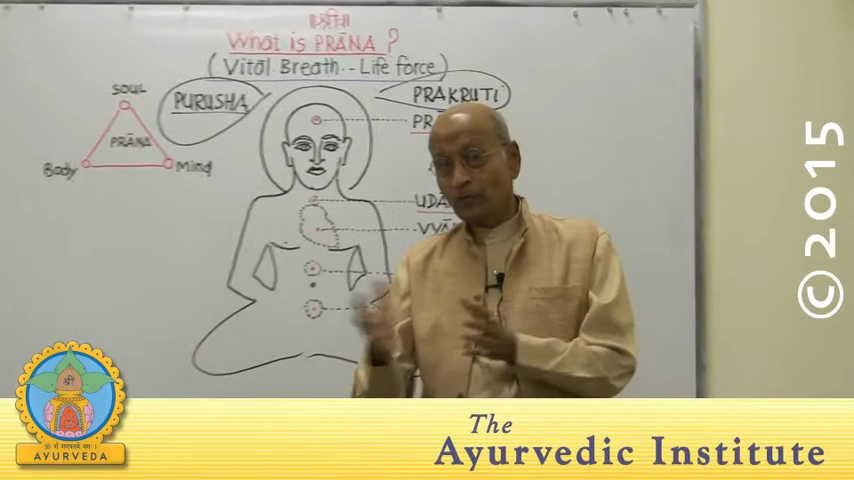 ॥श्रीः॥
What is PRĀNA ?
(Vital Breath - Life force)
SOUL
PURUSHA
PRAKRUTI
PRĀNA
Body
Mind
UDĀ
VYĀ
श्री
AYURVEDA
The
Ayurvedic Institute
© 2015